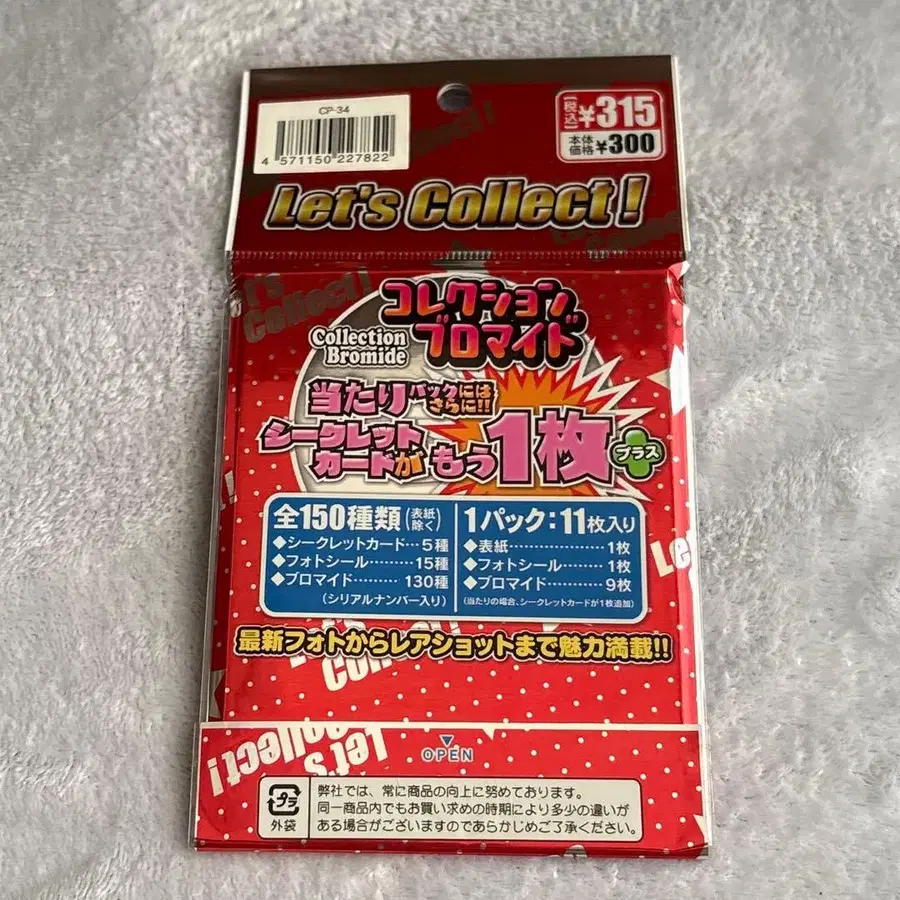 CP-34
4 571150 227822
【税込】¥315
本体価格 ¥300
Let's Collect!
Let's Collect!
コレクション
ブロマイド
Collection
Bromide
当たりパックにはさらに!!
シークレット
カードがもう1枚
プラス
全150種類(表紙除く)
◆シークレットカード…5種
◆フォトシール………15種
◆ブロマイド………130種
(シリアルナンバー入り)
1パック:11枚入り
◆表紙………………1枚
◆フォトシール………1枚
◆ブロマイド…………9枚
(当たりの場合、シークレットカードが1枚追加)
最新フォトからレアショットまで魅力満載!!
Let's Collect!
Let's Collect!
OPEN
プラ
外袋
弊社では、常に商品の向上に努めております。
同一商品内でもお買い求めの時期により多少の違いが
ある場合がございますのであらかじめご了承ください。